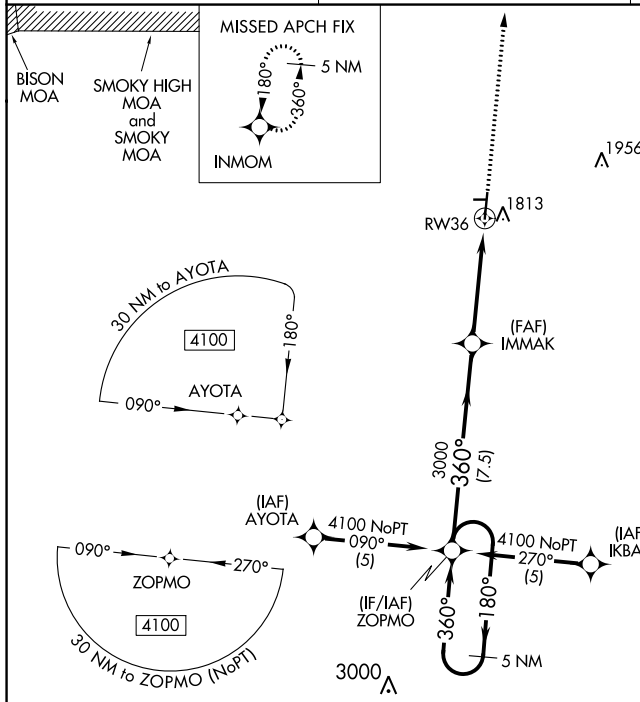 BISON
MOA
SMOKY HIGH
MOA
and
SMOKY
MOA
MISSED APCH FIX
180°
360°
5 NM
INMOM
1956
RW36
1813
30 NM to AYOTA
4100
180°
AYOTA
090°
(FAF)
IMMAK
3000
360°
(7.5)
(IAF)
AYOTA
4100 NoPT
090°
(5)
4100 NoPT
270°
(5)
(IAF
IKBA
(IF/IAF)
ZOPMO
360°
180°
5 NM
090°
270°
ZOPMO
4100
30 NM to ZOPMO (NoPT)
3000